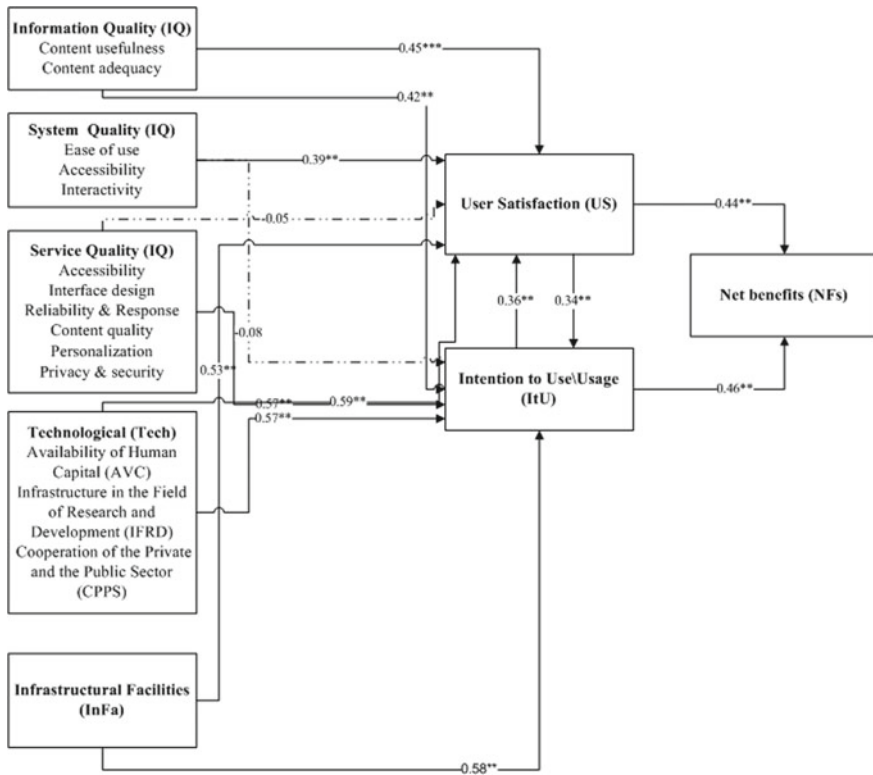 Information Quality (IQ)
Content usefulness
Content adequacy
0.45***
0.42**
System Quality (IQ)
Ease of use
Accessibility
Interactivity
0.39**
User Satisfaction (US)
0.05
0.44**
Service Quality (IQ)
Accessibility
Interface design
Reliability & Response
Content quality
Personalization
Privacy & security
Net benefits (NFs)
0.36**
0.34**
0.08
0.53**
Intention to Use\Usage
(ItU)
0.46**
0.57**
0.59**
0.57**
Technological (Tech)
Availability of Human
Capital (AVC)
Infrastructure in the Field
of Research and
Development (IFRD)
Cooperation of the Private
and the Public Sector
(CPPS)
Infrastructural Facilities
(InFa)
0.58**